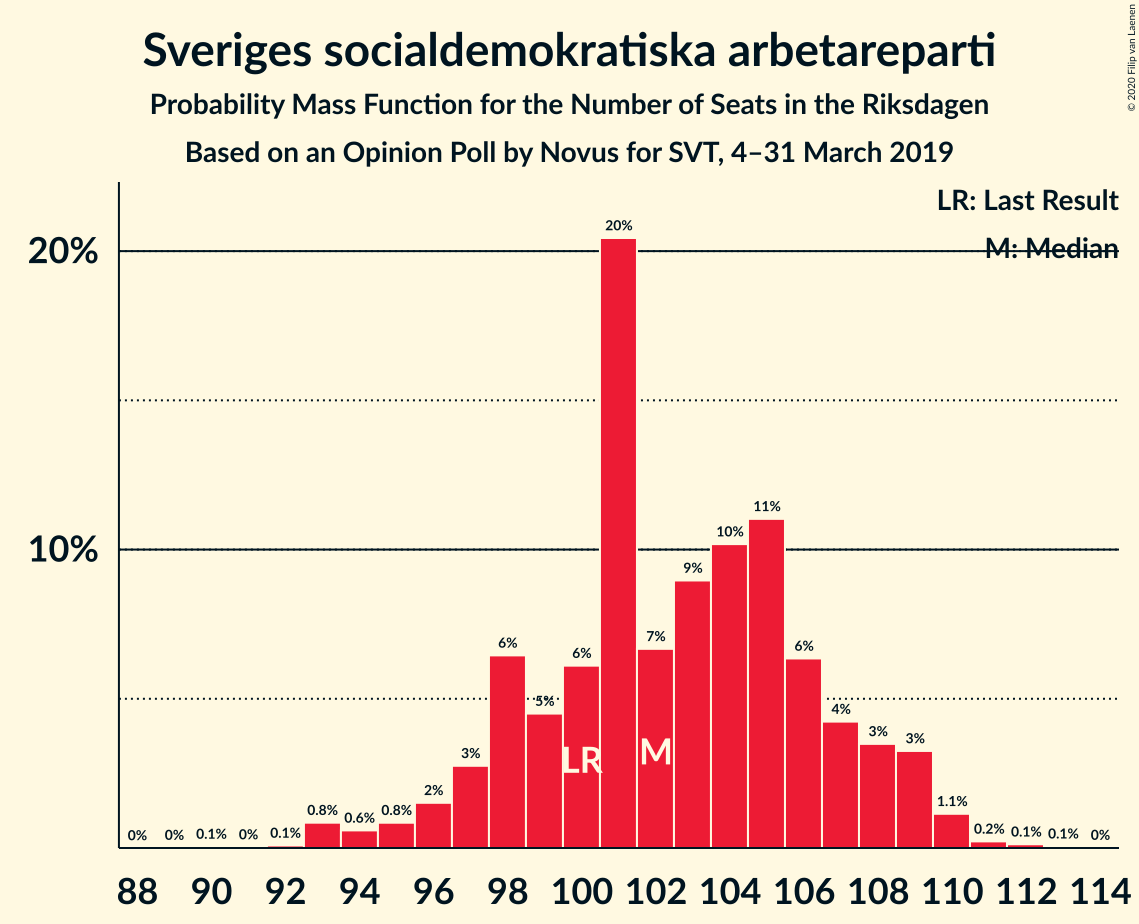 Sveriges socialdemokratiska arbetareparti
Probability Mass Function for the Number of Seats in the Riksdagen
Based on an Opinion Poll by Novus for SVT, 4–31 March 2019
© 2020 Filip van Laenen
LR: Last Result
M: Median
20%
10%
0% 0% 0.1% 0% 0.1% 0.8% 0.6% 0.8% 2% 3% 6% 5% 6% 20% 7% 9% 10% 11% 6% 4% 3% 3% 1.1% 0.2% 0.1% 0.1% 0%
LR M
88 90 92 94 96 98 100 102 104 106 108 110 112 114